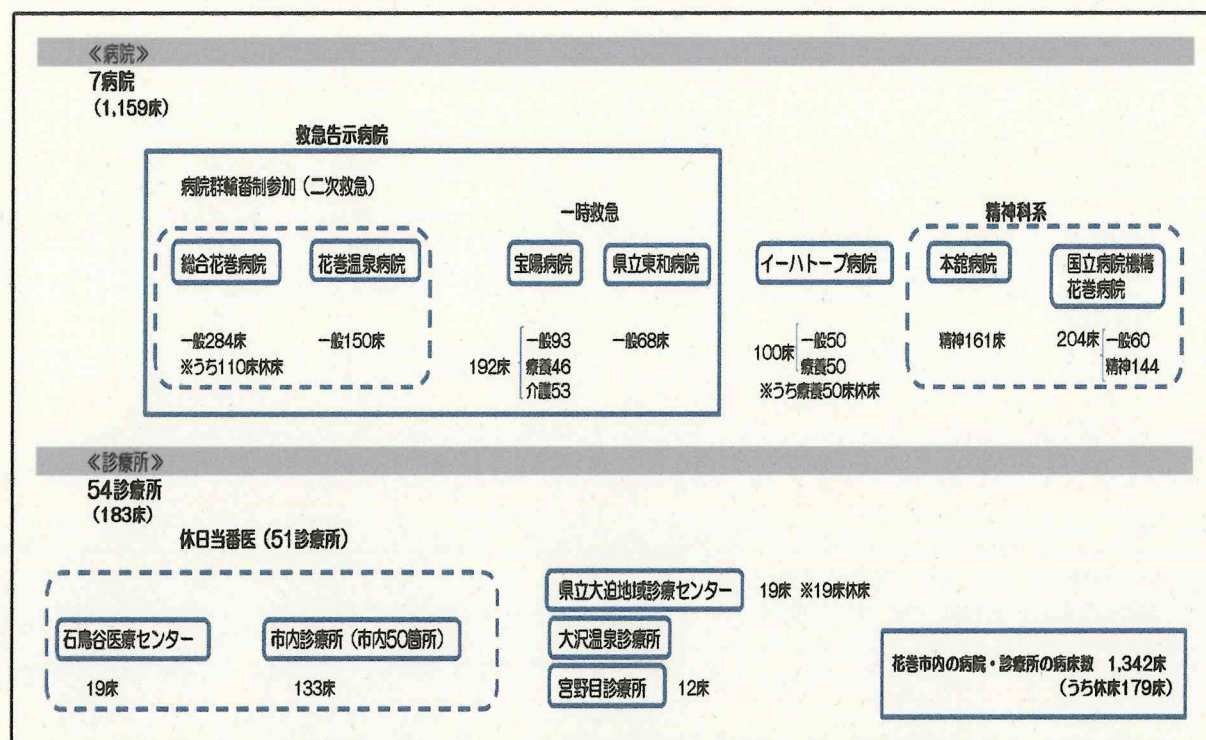 ≪病院≫
7病院
(1,159床)
救急告示病院
病院群輪番制参加（二次救急）
一時救急
精神科系
総合花巻病院
花巻温泉病院
宝陽病院
県立東和病院
イーハトーブ病院
本舘病院
国立病院機構
花巻病院
一般284床
※うち110床休床
一般150床
192床
一般93
療養46
介護53
一般68床
100床
一般50
療養50
※うち療養50床休床
精神161床
204床
一般60
精神144
≪診療所≫
54診療所
(183床)
休日当番医（51診療所）
石鳥谷医療センター
19床
市内診療所（市内50箇所）
133床
県立大迫地域診療センター 19床 ※19床休床
大沢温泉診療所
宮野目診療所 12床
花巻市内の病院・診療所の病床数 1,342床
（うち休床179床）